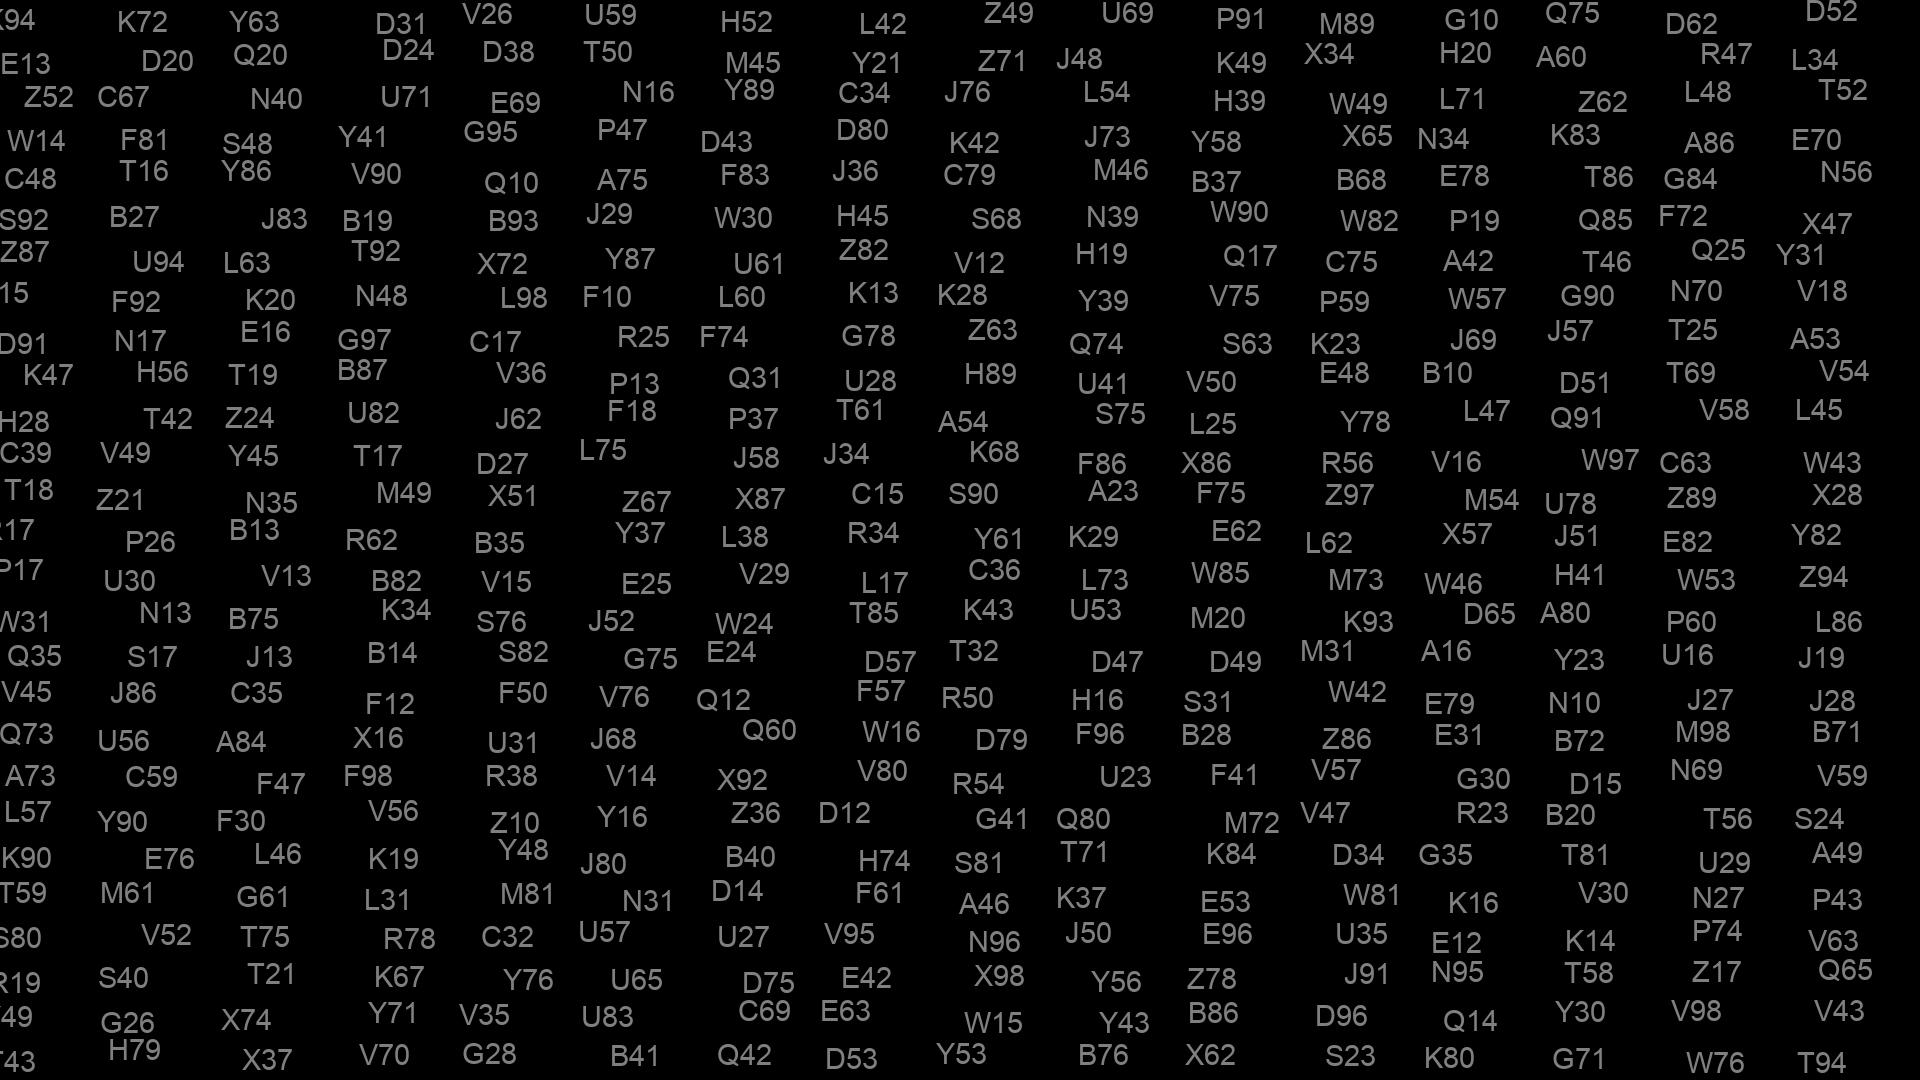 K72 Y63 D31 V26 U59 H52 L42 Z49 U69 P91 M89 G10 Q75 D62 D52
E13 D20 Q20 D24 D38 T50 M45 Y21 Z71 J48 K49 X34 H20 A60 R47 L34
Z52 C67 N40 U71 E69 N16 Y89 C34 J76 L54 H39 W49 L71 Z62 L48 T52
W14 F81 S48 Y41 G95 P47 D43 D80 K42 J73 Y58 X65 N34 K83 A86 E70
C48 T16 Y86 V90 Q10 A75 F83 J36 C79 M46 B37 B68 E78 T86 G84 N56
S92 B27 J83 B19 B93 J29 W30 H45 S68 N39 W90 W82 P19 Q85 F72 X47
Z87 U94 L63 T92 X72 Y87 U61 Z82 V12 H19 Q17 C75 A42 T46 Q25 Y31
F92 K20 N48 L98 F10 L60 K13 K28 Y39 V75 P59 W57 G90 N70 V18
D91 N17 E16 G97 C17 R25 F74 G78 Z63 Q74 S63 K23 J69 J57 T25 A53
K47 H56 T19 B87 V36 P13 Q31 U28 H89 U41 V50 E48 B10 D51 T69 V54
H28 T42 Z24 U82 J62 F18 P37 T61 A54 S75 L25 Y78 L47 Q91 V58 L45
C39 V49 Y45 T17 D27 L75 J58 J34 K68 F86 X86 R56 V16 W97 C63 W43
T18 Z21 N35 M49 X51 Z67 X87 C15 S90 A23 F75 Z97 M54 U78 Z89 X28
P26 B13 R62 B35 Y37 L38 R34 Y61 K29 E62 L62 X57 J51 E82 Y82
P17 U30 V13 B82 V15 E25 V29 L17 C36 L73 W85 M73 W46 H41 W53 Z94
W31 N13 B75 K34 S76 J52 W24 T85 K43 U53 M20 K93 D65 A80 P60 L86
Q35 S17 J13 B14 S82 G75 E24 D57 T32 D47 D49 M31 A16 Y23 U16 J19
V45 J86 C35 F12 F50 V76 Q12 F57 R50 H16 S31 W42 E79 N10 J27 J28
Q73 U56 A84 X16 U31 J68 Q60 W16 D79 F96 B28 Z86 E31 B72 M98 B71
A73 C59 F47 F98 R38 V14 X92 V80 R54 U23 F41 V57 G30 D15 N69 V59
L57 Y90 F30 V56 Z10 Y16 Z36 D12 G41 Q80 M72 V47 R23 B20 T56 S24
K90 E76 L46 K19 Y48 J80 B40 H74 S81 T71 K84 D34 G35 T81 U29 A49
T59 M61 G61 L31 M81 N31 D14 F61 A46 K37 E53 W81 K16 V30 N27 P43
S80 V52 T75 R78 C32 U57 U27 V95 N96 J50 E96 U35 E12 K14 P74 V63
R19 S40 T21 K67 Y76 U65 D75 E42 X98 Y56 Z78 J91 N95 T58 Z17 Q65
G26 X74 Y71 V35 U83 C69 E63 W15 Y43 B86 D96 Q14 Y30 V98 V43
H79 X37 V70 G28 B41 Q42 D53 Y53 B76 X62 S23 K80 G71 W76 T94